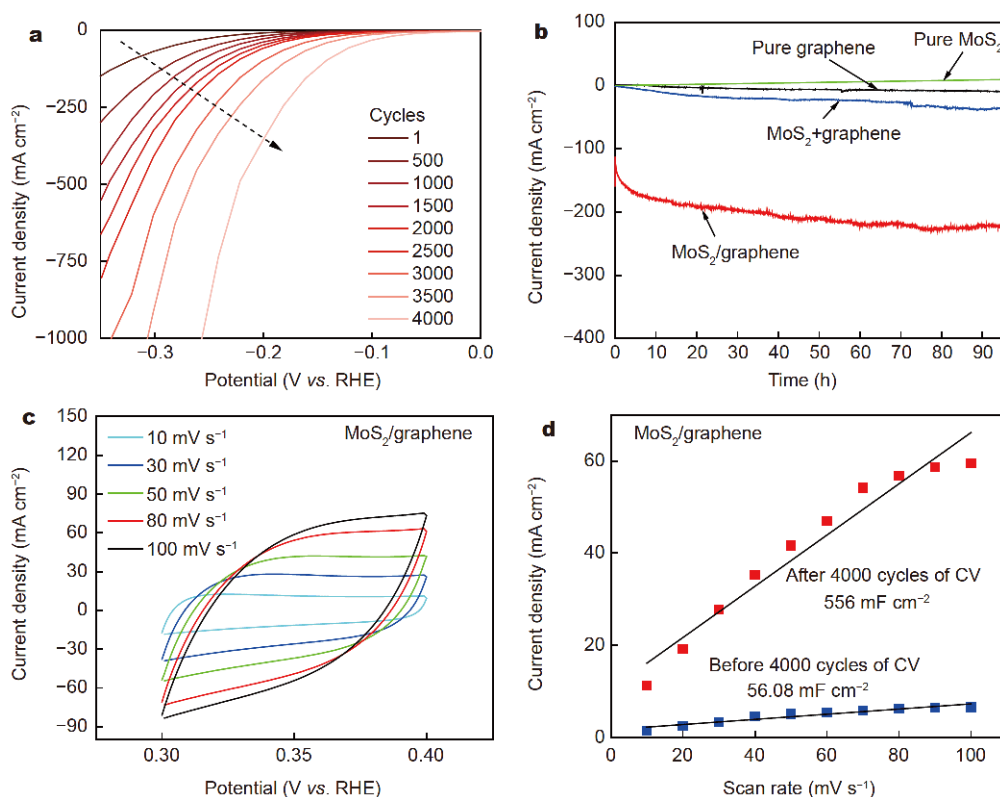 a
Current density (mA cm⁻²)
0
−250
−500
−750
−1000
−0.3
−0.2
−0.1
0.0
Potential (V vs. RHE)
Cycles
1
500
1000
1500
2000
2500
3000
3500
4000
b
Current density (mA cm⁻²)
100
0
−100
−200
−300
−400
0 10 20 30 40 50 60 70 80 90
Time (h)
Pure graphene
Pure MoS₂
MoS₂+graphene
MoS₂/graphene
c
Current density (mA cm⁻²)
150
120
90
60
30
0
−30
−60
−90
0.30
0.35
0.40
Potential (V vs. RHE)
MoS₂/graphene
10 mV s⁻¹
30 mV s⁻¹
50 mV s⁻¹
80 mV s⁻¹
100 mV s⁻¹
d
MoS₂/graphene
Current density (mA cm⁻²)
60
40
20
0
After 4000 cycles of CV
556 mF cm⁻²
Before 4000 cycles of CV
56.08 mF cm⁻²
0 20 40 60 80 100
Scan rate (mV s⁻¹)